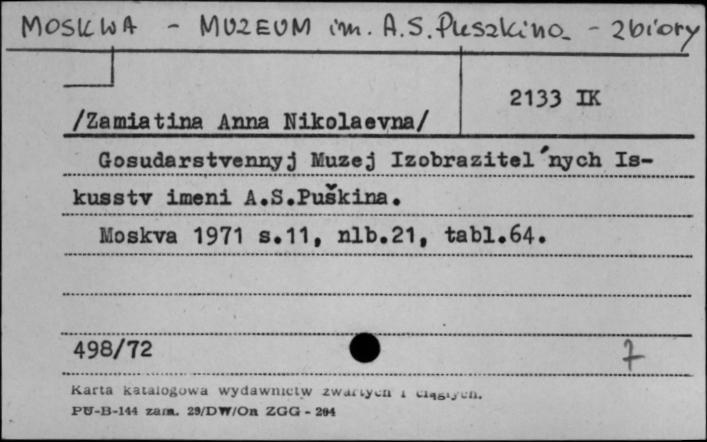 MOSKWA - MUZEUM im. A.S. Puszkina - zbiory
2133 IK
/Zamiatina Anna Nikolaevna/
Gosudarstvennyj Muzej Izobrazitel´nych Is-
kusstv imeni A.S.Puškina.
Moskva 1971 s.11, nlb.21, tabl.64.
498/72
7
Karta katalogowa wydawnictw zwartych i ciągłych.
PU-B-144 zam. 29/DW/On ZGG - 294